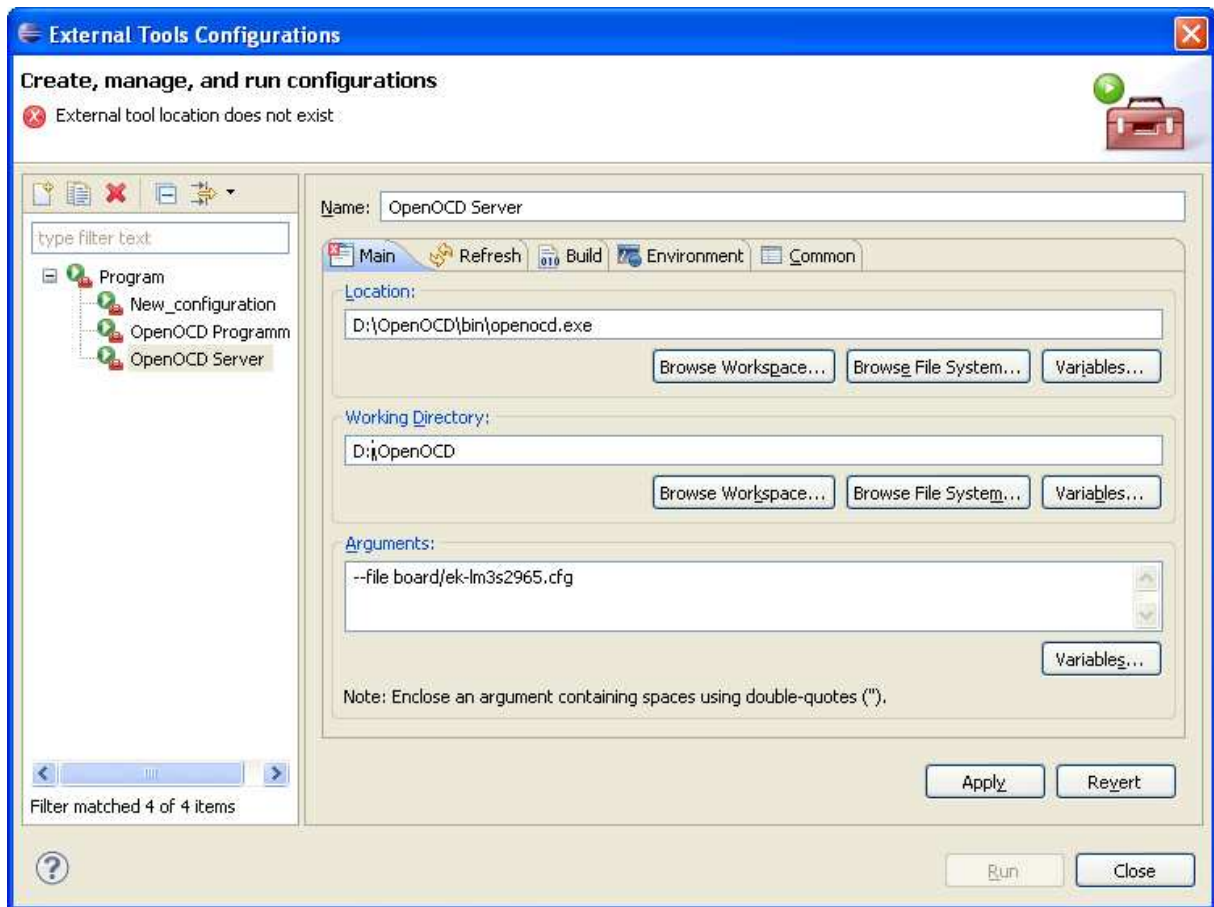 External Tools Configurations
Create, manage, and run configurations
External tool location does not exist
type filter text
Program
New_configuration
OpenOCD Programm
OpenOCD Server
Filter matched 4 of 4 items
Name: OpenOCD Server
Main Refresh Build Environment Common
Location:
D:\OpenOCD\bin\openocd.exe
Browse Workspace... Browse File System... Variables...
Working Directory:
D:\OpenOCD
Browse Workspace... Browse File System... Variables...
Arguments:
--file board/ek-lm3s2965.cfg
Variables...
Note: Enclose an argument containing spaces using double-quotes (").
Apply Revert
Run Close